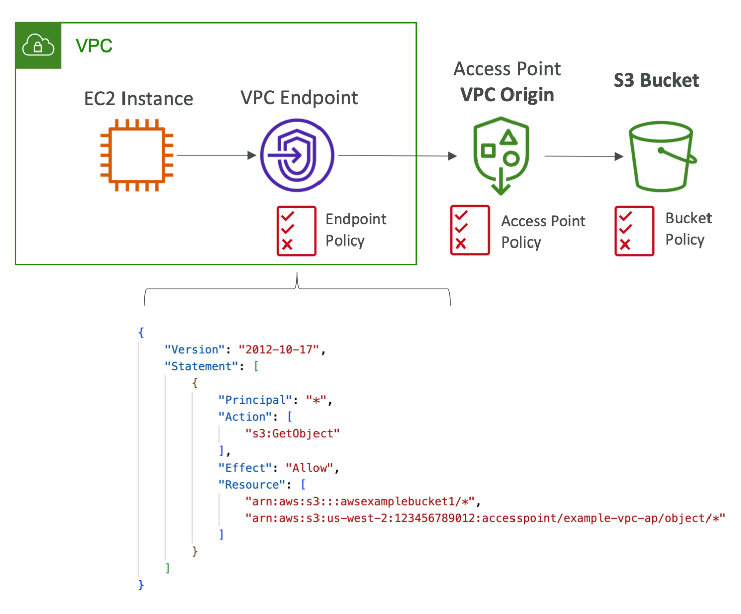 VPC
EC2 Instance
VPC Endpoint
Access Point
VPC Origin
S3 Bucket
Endpoint
Policy
Access Point
Policy
Bucket
Policy
{
"Version": "2012-10-17",
"Statement": [
{
"Principal": "*",
"Action": [
"s3:GetObject"
],
"Effect": "Allow",
"Resource": [
"arn:aws:s3:::awsexamplebucket1/*",
"arn:aws:s3:us-west-2:123456789012:accesspoint/example-vpc-ap/object/*"
]
}
]
}